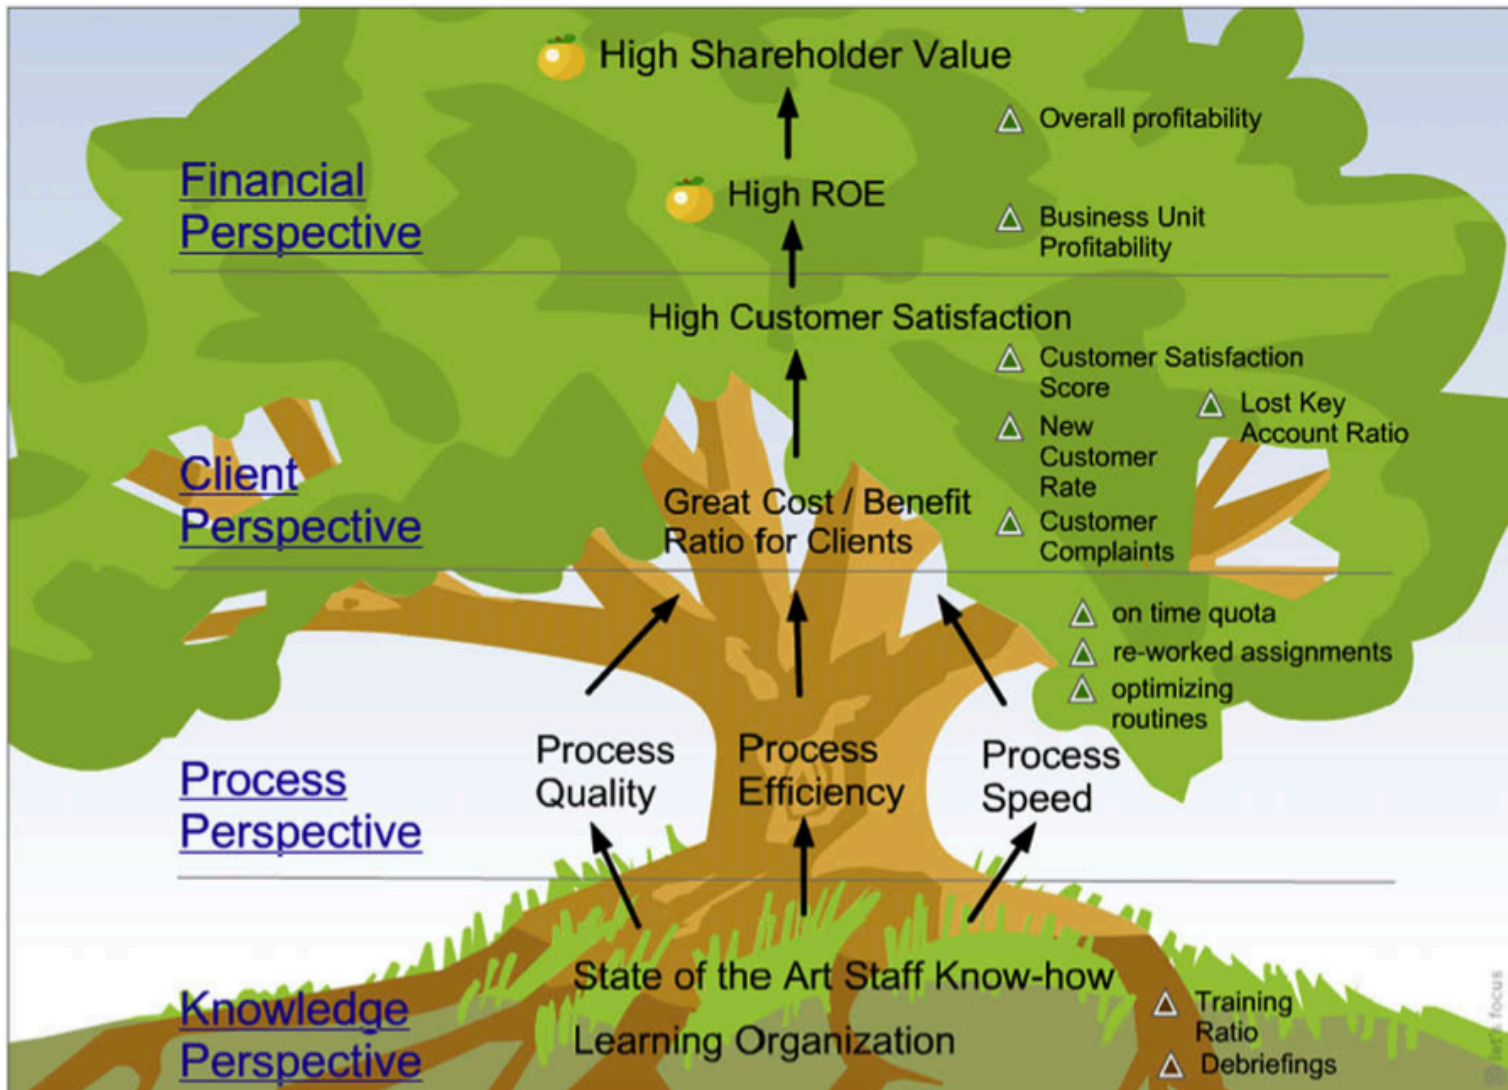 High Shareholder Value
Overall profitability
Financial
Perspective
High ROE
Business Unit
Profitability
High Customer Satisfaction
Customer Satisfaction
Score
Lost Key
Account Ratio
New
Customer
Rate
Client
Perspective
Great Cost / Benefit
Ratio for Clients
Customer
Complaints
on time quota
re-worked assignments
optimizing
routines
Process
Perspective
Process
Quality
Process
Efficiency
Process
Speed
Knowledge
Perspective
State of the Art Staff Know-how
Learning Organization
Training
Ratio
Debriefings
© let's focus